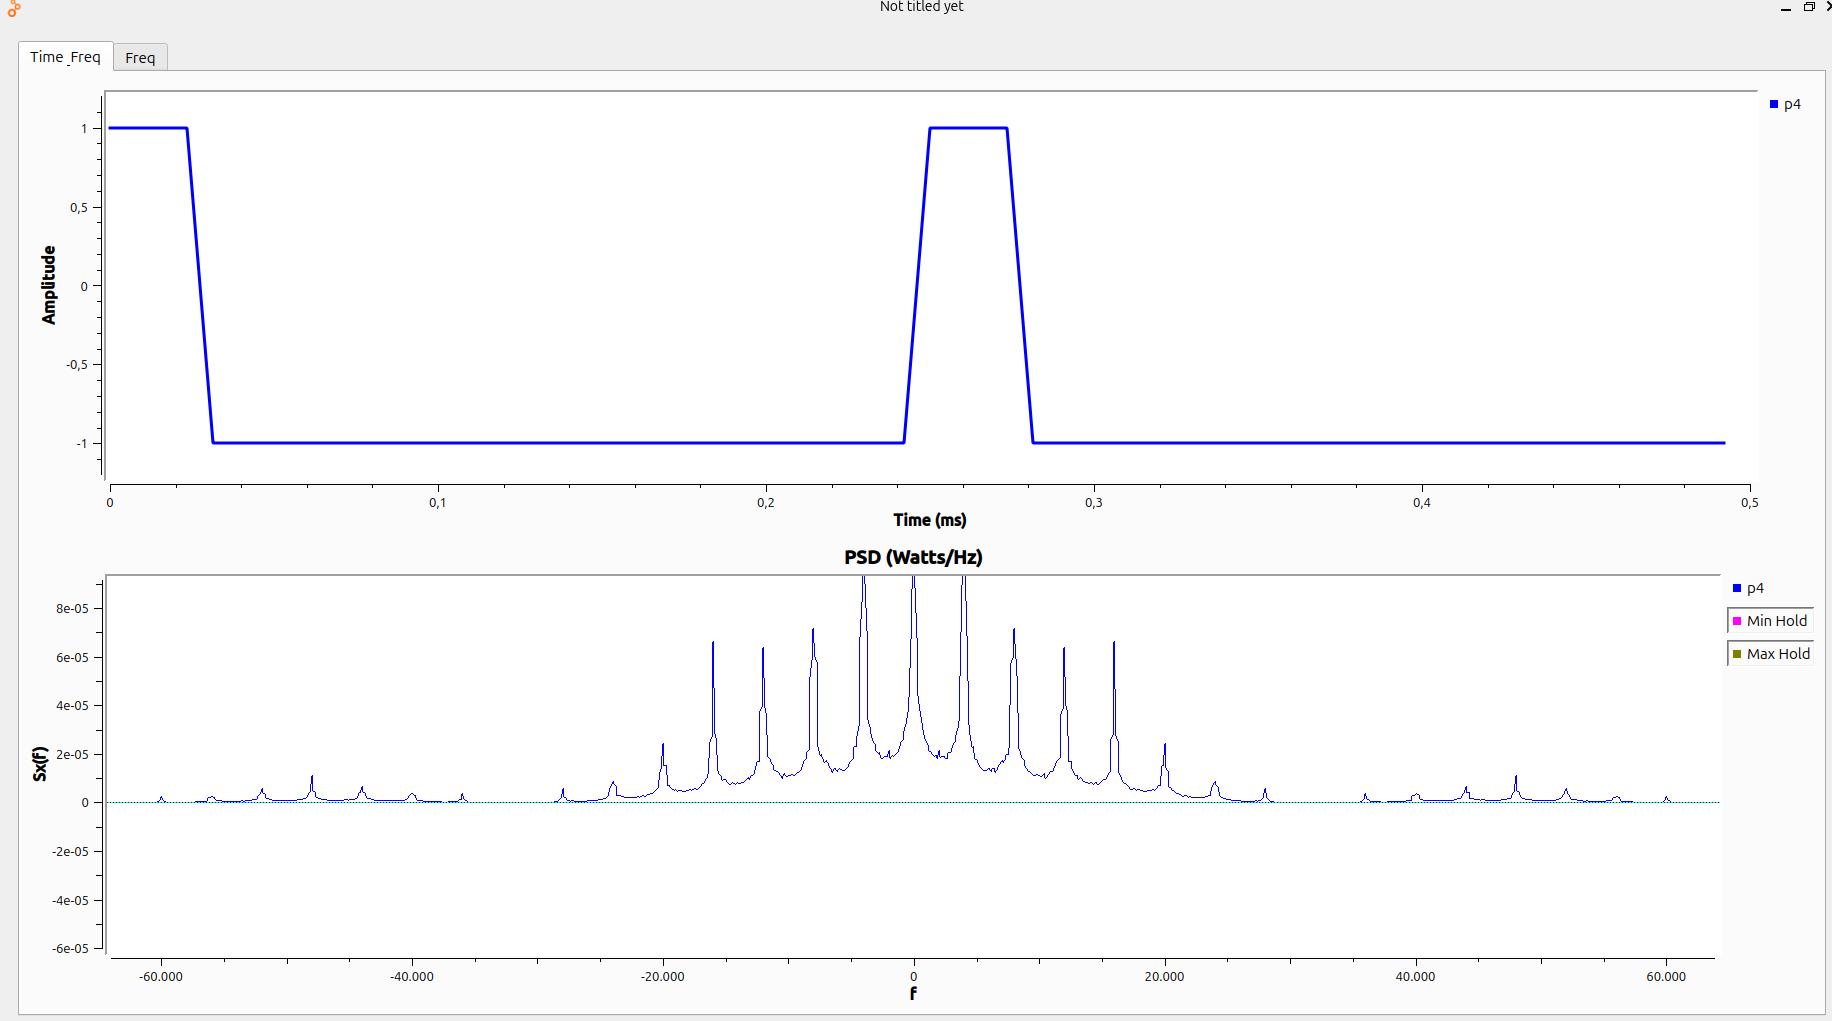 Not titled yet
Time_Freq
Freq
1
0,5
0
-0,5
-1
Amplitude
p4
0
0,1
0,2
0,3
0,4
0,5
Time (ms)
PSD (Watts/Hz)
8e-05
6e-05
4e-05
2e-05
0
-2e-05
-4e-05
-6e-05
Sx(f)
p4
Min Hold
Max Hold
-60.000
-40.000
-20.000
0
20.000
40.000
60.000
f